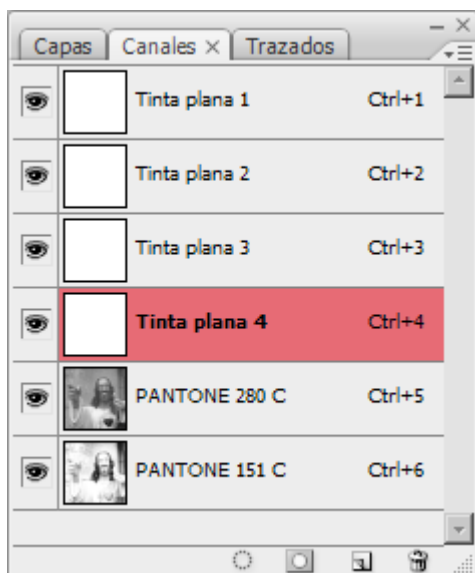 Capas Canales × Trazados
Tinta plana 1 Ctrl+1
Tinta plana 2 Ctrl+2
Tinta plana 3 Ctrl+3
Tinta plana 4 Ctrl+4
PANTONE 280 C Ctrl+5
PANTONE 151 C Ctrl+6